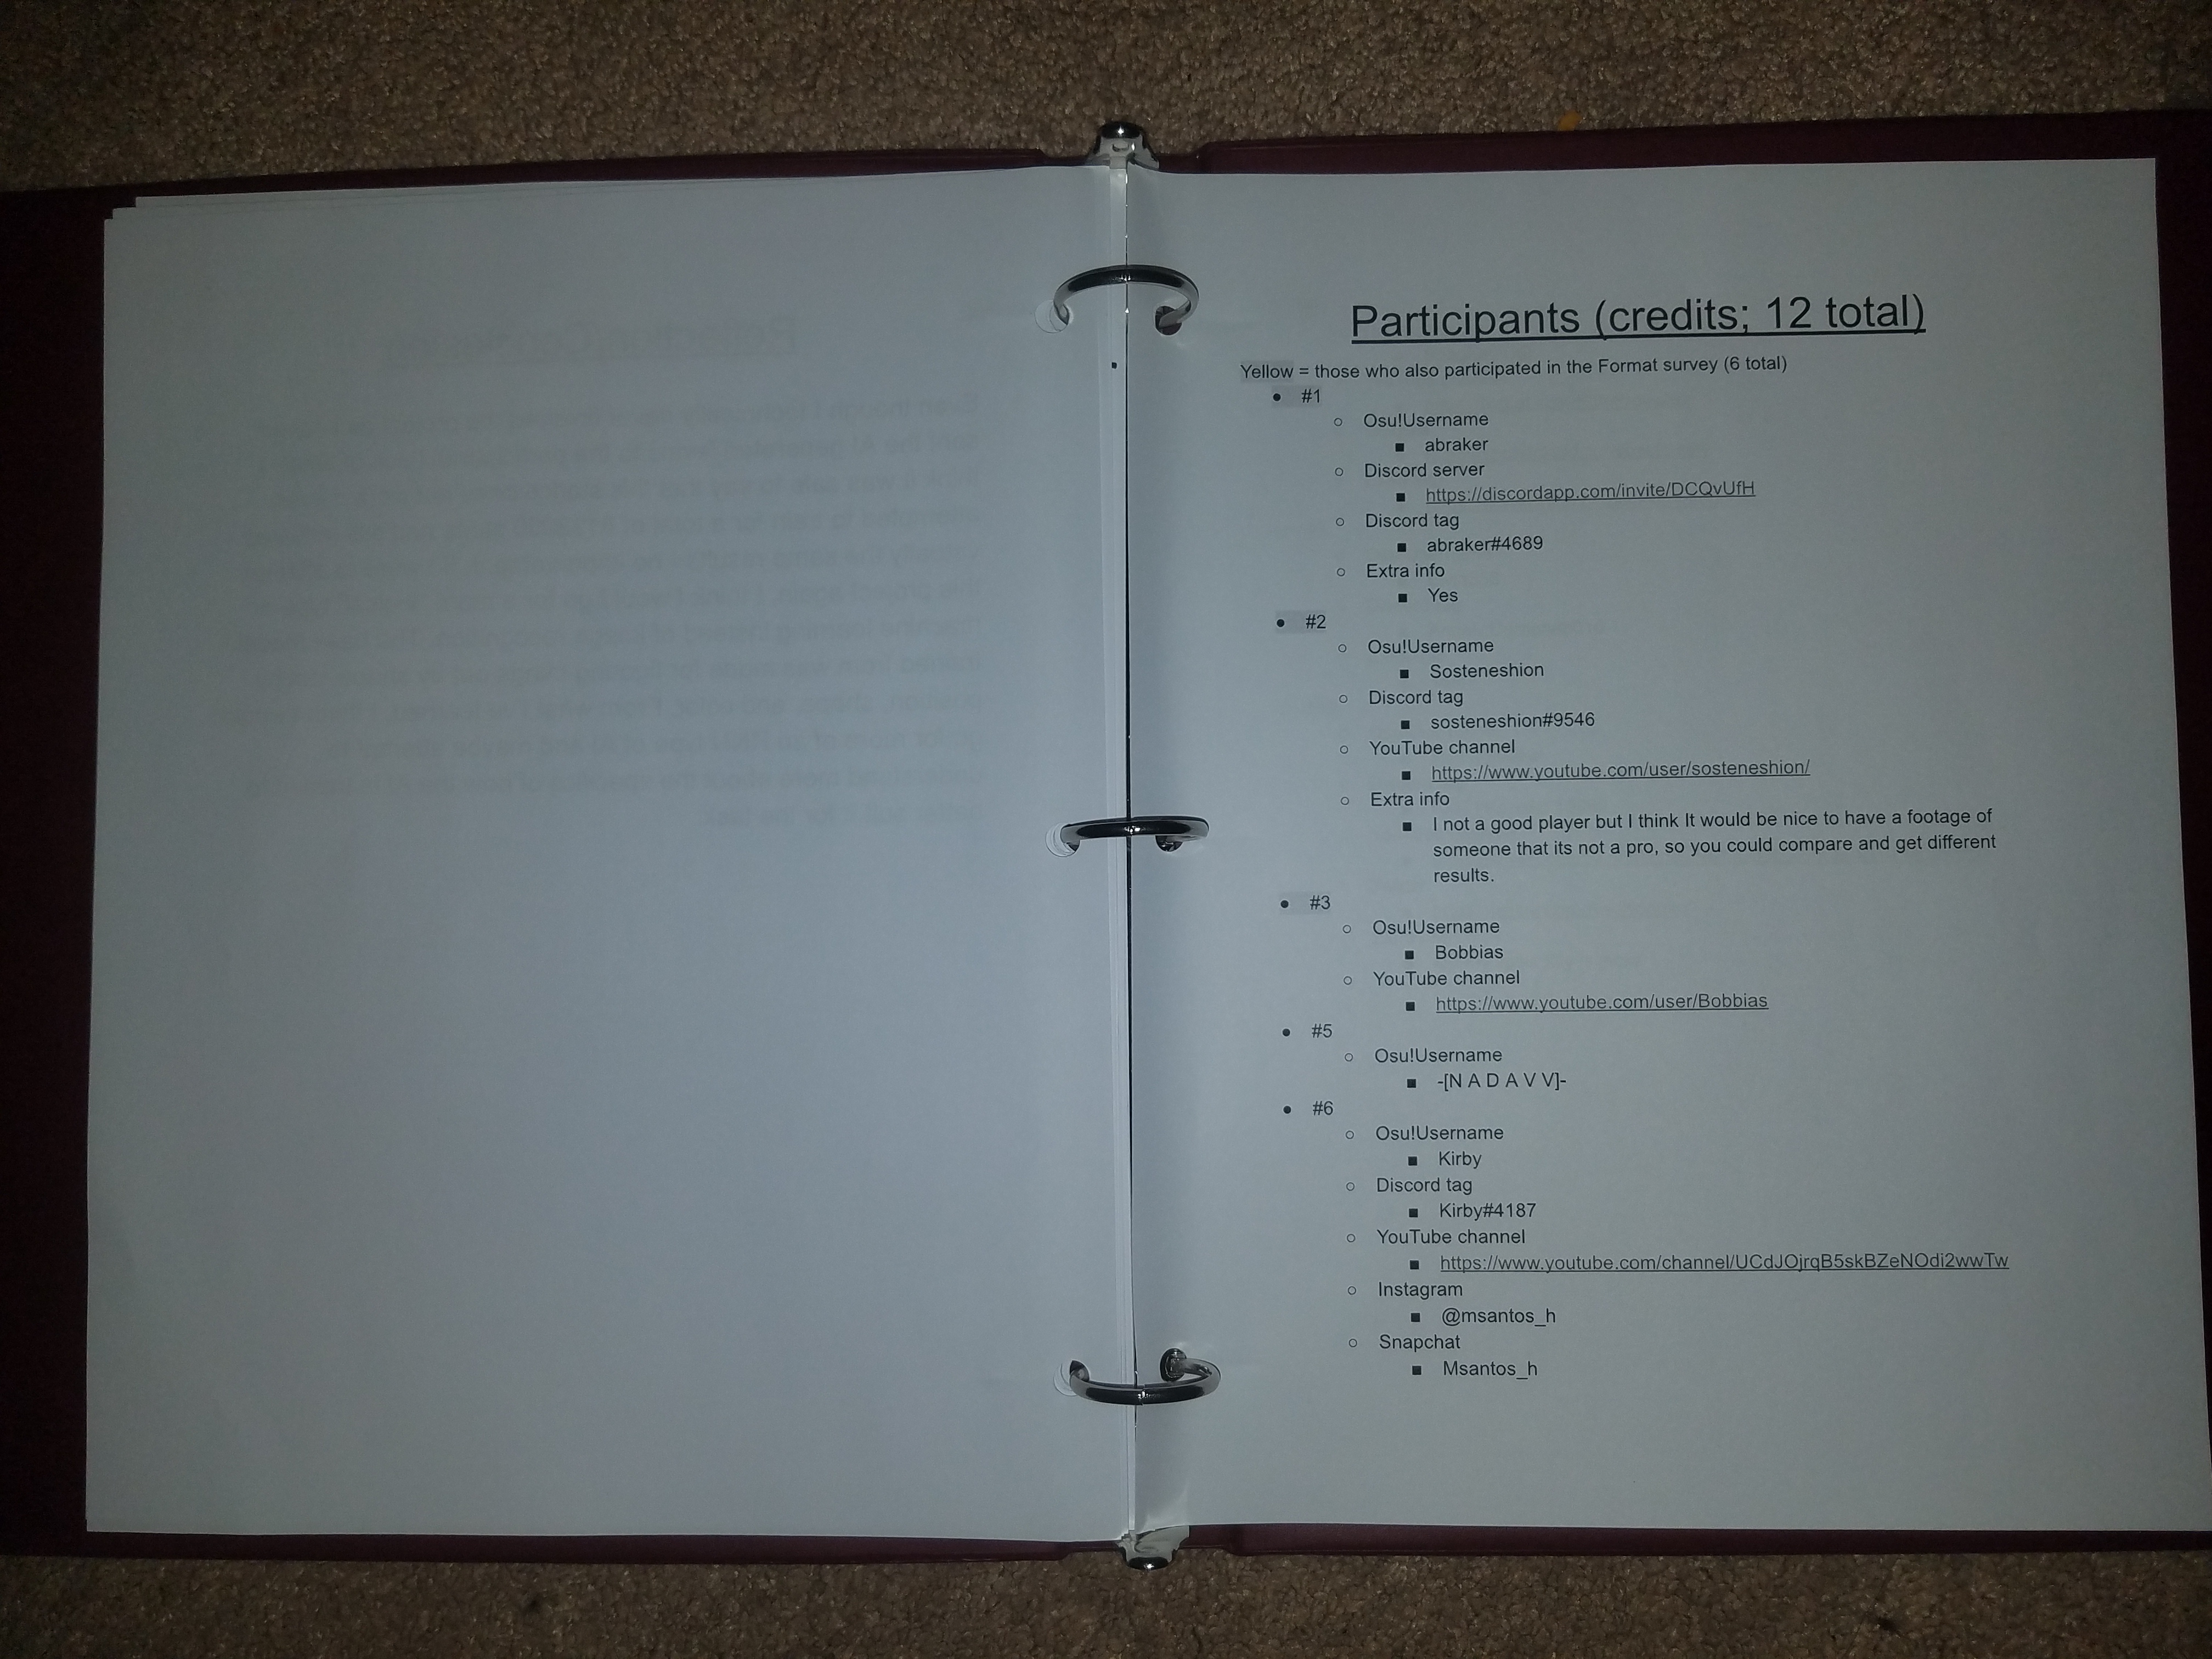 Participants (credits; 12 total)
Yellow = those who also participated in the Format survey (6 total)
● #1
○ Osu!Username
■ abraker
○ Discord server
■ https://discordapp.com/invite/DCQvUfH
○ Discord tag
■ abraker#4689
○ Extra info
■ Yes
● #2
○ Osu!Username
■ Sosteneshion
○ Discord tag
■ sosteneshion#9546
○ YouTube channel
■ https://www.youtube.com/user/sosteneshion/
○ Extra info
■ I not a good player but I think It would be nice to have a footage of
someone that its not a pro, so you could compare and get different
results.
● #3
○ Osu!Username
■ Bobbias
○ YouTube channel
■ https://www.youtube.com/user/Bobbias
● #5
○ Osu!Username
■ -[N A D A V V]-
● #6
○ Osu!Username
■ Kirby
○ Discord tag
■ Kirby#4187
○ YouTube channel
■ https://www.youtube.com/channel/UCdJOjrqB5skBZeNOdi2wwTw
○ Instagram
■ @msantos_h
○ Snapchat
■ Msantos_h